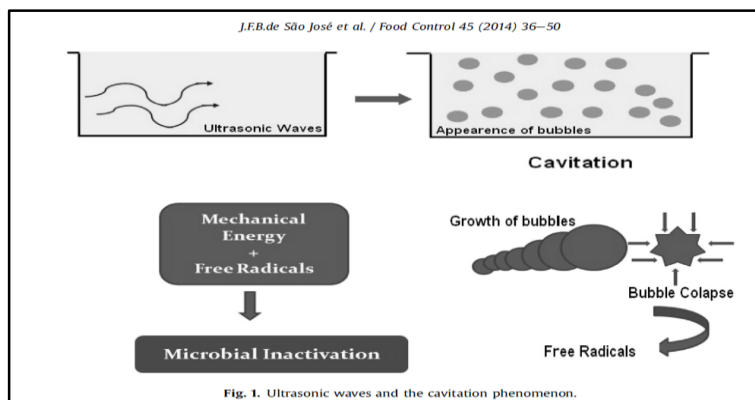 J.F.B.de São José et al. / Food Control 45 (2014) 36–50
Ultrasonic Waves
Appearence of bubbles
Cavitation
Mechanical
Energy
+
Free Radicals
Microbial Inactivation
Growth of bubbles
Bubble Colapse
Free Radicals
Fig. 1. Ultrasonic waves and the cavitation phenomenon.